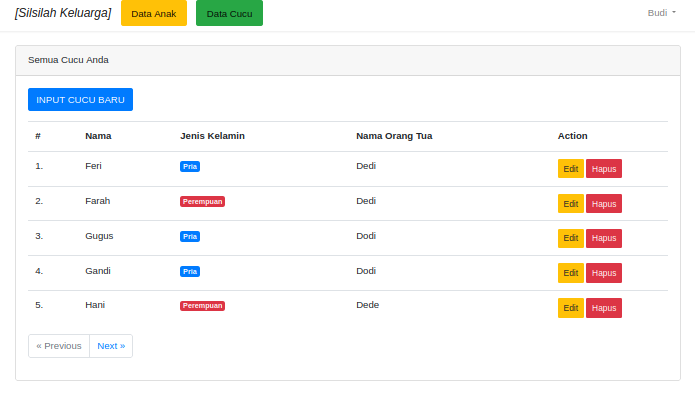 [Silsilah Keluarga] Data Anak Data Cucu Budi
Semua Cucu Anda
INPUT CUCU BARU
# Nama Jenis Kelamin Nama Orang Tua Action
1. Feri Pria Dedi Edit Hapus
2. Farah Perempuan Dedi Edit Hapus
3. Gugus Pria Dodi Edit Hapus
4. Gandi Pria Dodi Edit Hapus
5. Hani Perempuan Dede Edit Hapus
« Previous Next »